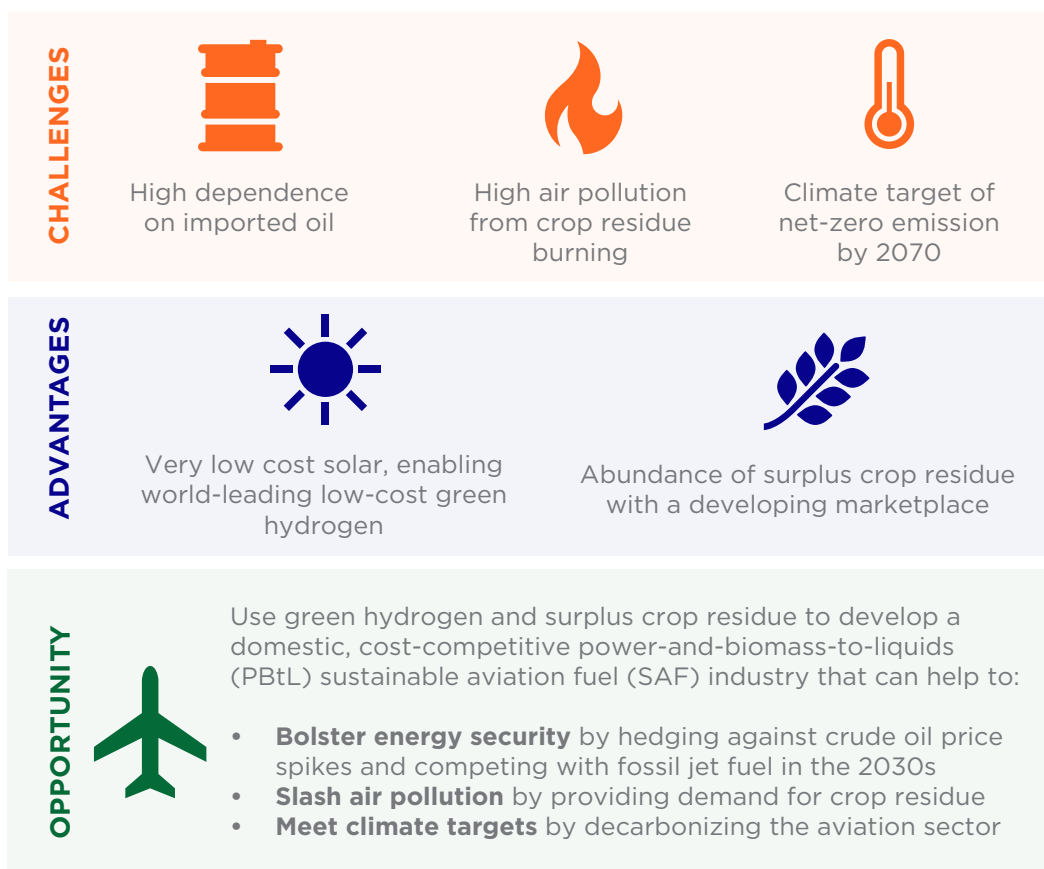 CHALLENGES
High dependence
on imported oil
High air pollution
from crop residue
burning
Climate target of
net-zero emission
by 2070
ADVANTAGES
Very low cost solar, enabling
world-leading low-cost green
hydrogen
Abundance of surplus crop residue
with a developing marketplace
OPPORTUNITY
Use green hydrogen and surplus crop residue to develop a
domestic, cost-competitive power-and-biomass-to-liquids
(PBtL) sustainable aviation fuel (SAF) industry that can help to:
• Bolster energy security by hedging against crude oil price
spikes and competing with fossil jet fuel in the 2030s
• Slash air pollution by providing demand for crop residue
• Meet climate targets by decarbonizing the aviation sector